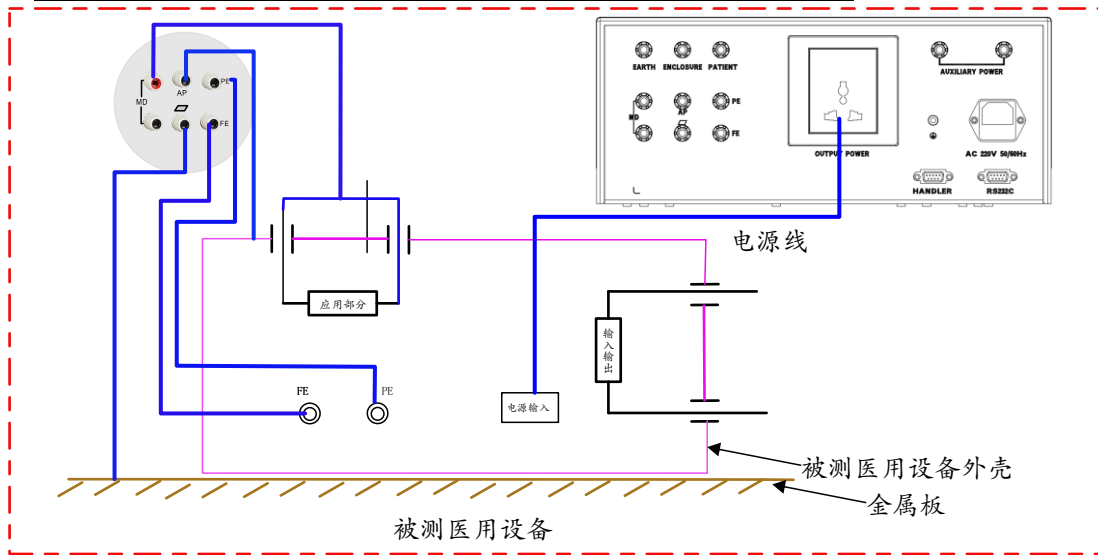 AP
PE
MD
FE
EARTH ENCLOSURE PATIENT
AUXILIARY POWER
PE
MD
AP
FE
OUTPUT POWER
AC 220V 50/60Hz
HANDLER
RS232C
电源线
应用部分
输入输出
FE
PE
电源输入
被测医用设备外壳
金属板
被测医用设备